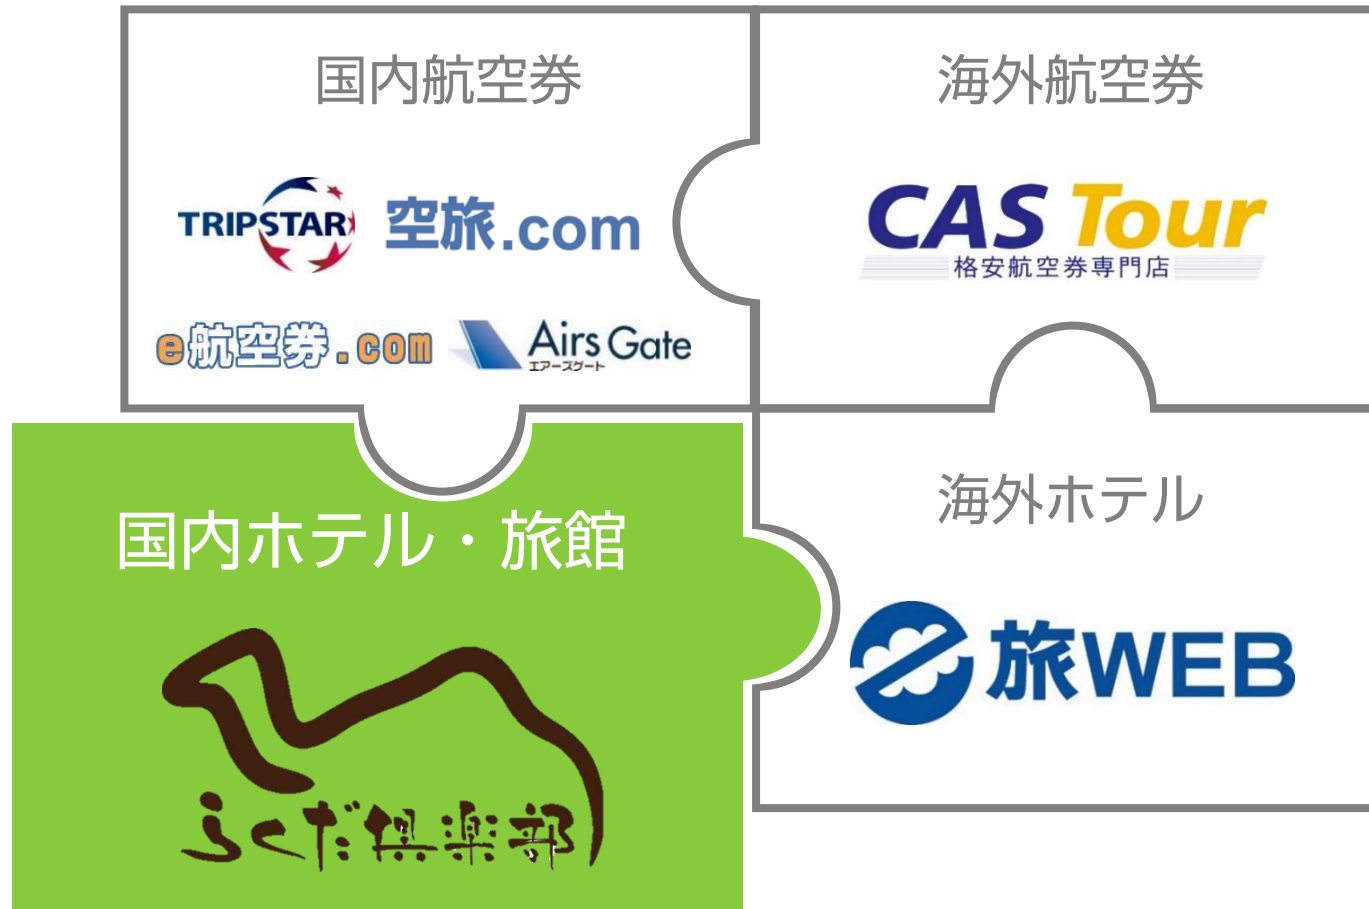 国内航空券
TRIPSTAR
空旅.com
e航空券.com
Airs Gate
エアーズゲート
海外航空券
CAS Tour
格安航空券専門店
国内ホテル・旅館
らくだ倶楽部
海外ホテル
旅WEB